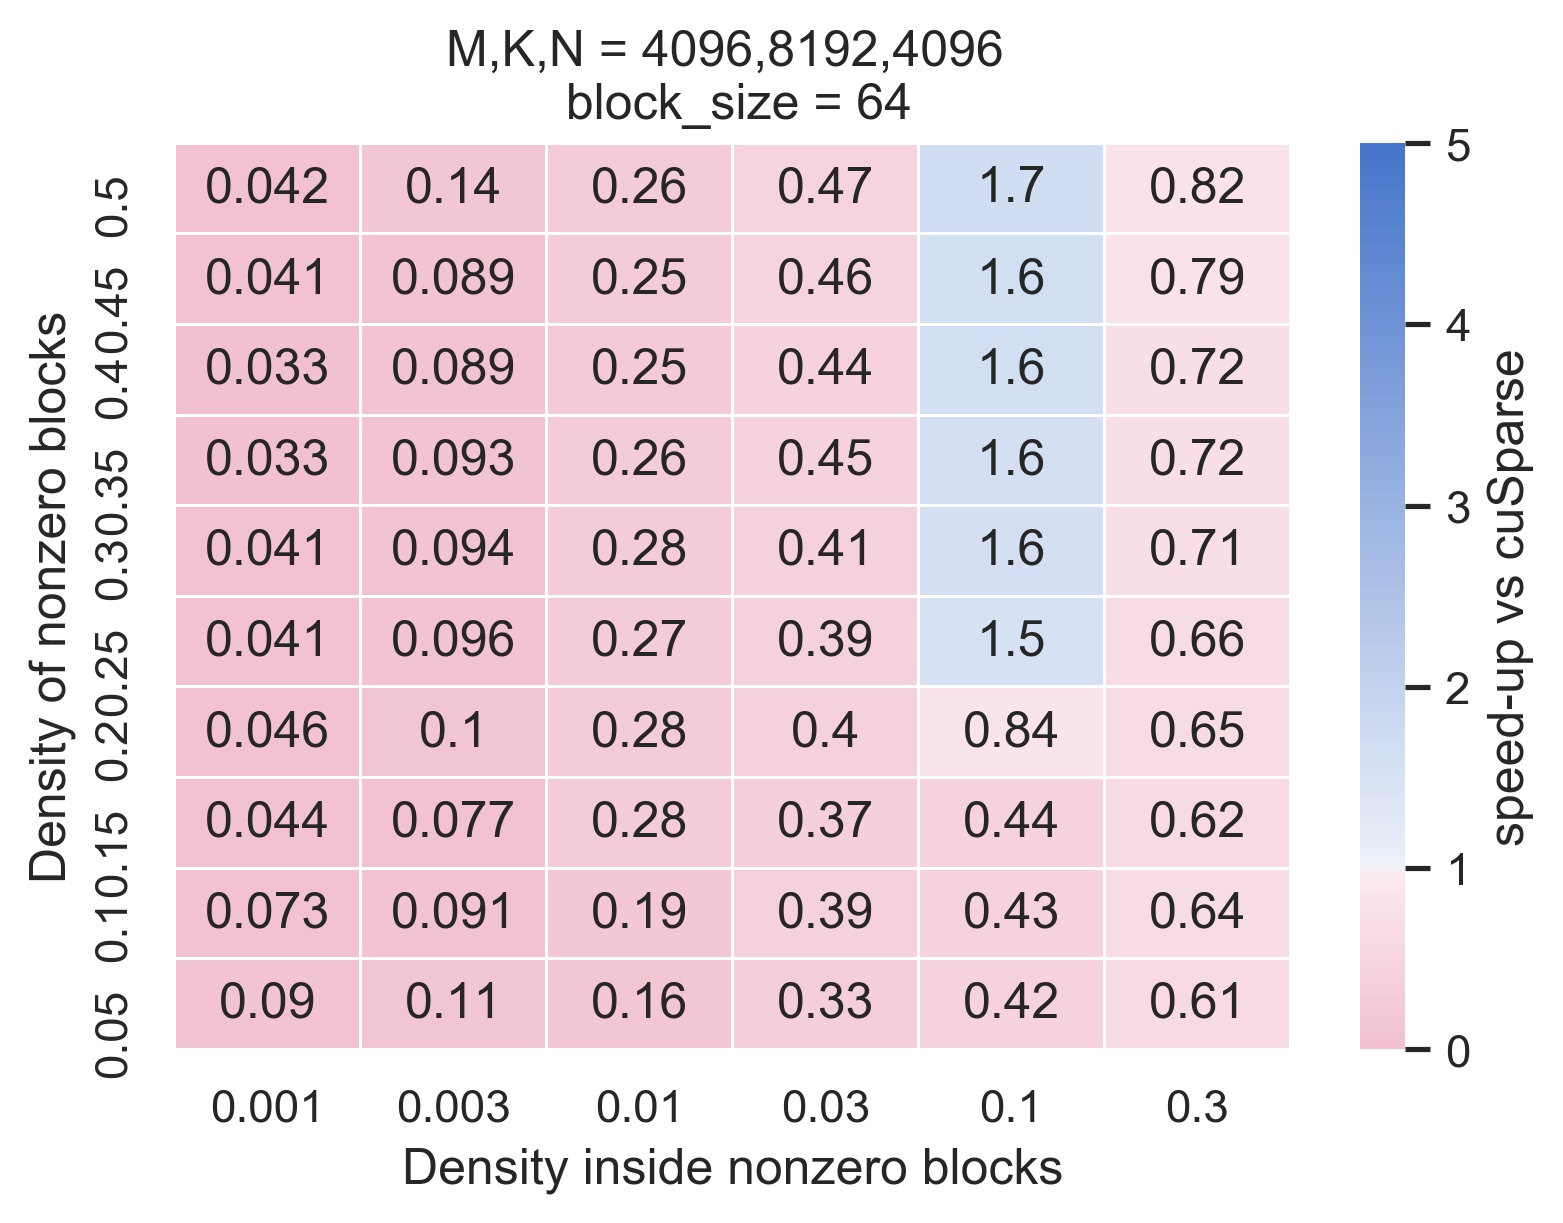 M,K,N = 4096,8192,4096
block_size = 64
0.5 0.042 0.14 0.26 0.47 1.7 0.82
0.45 0.041 0.089 0.25 0.46 1.6 0.79
0.4 0.033 0.089 0.25 0.44 1.6 0.72
0.35 0.033 0.093 0.26 0.45 1.6 0.72
0.3 0.041 0.094 0.28 0.41 1.6 0.71
0.25 0.041 0.096 0.27 0.39 1.5 0.66
0.2 0.046 0.1 0.28 0.4 0.84 0.65
0.15 0.044 0.077 0.28 0.37 0.44 0.62
0.1 0.073 0.091 0.19 0.39 0.43 0.64
0.05 0.09 0.11 0.16 0.33 0.42 0.61
0.001 0.003 0.01 0.03 0.1 0.3
Density inside nonzero blocks
Density of nonzero blocks
5
4
3
2
1
0
speed-up vs cuSparse